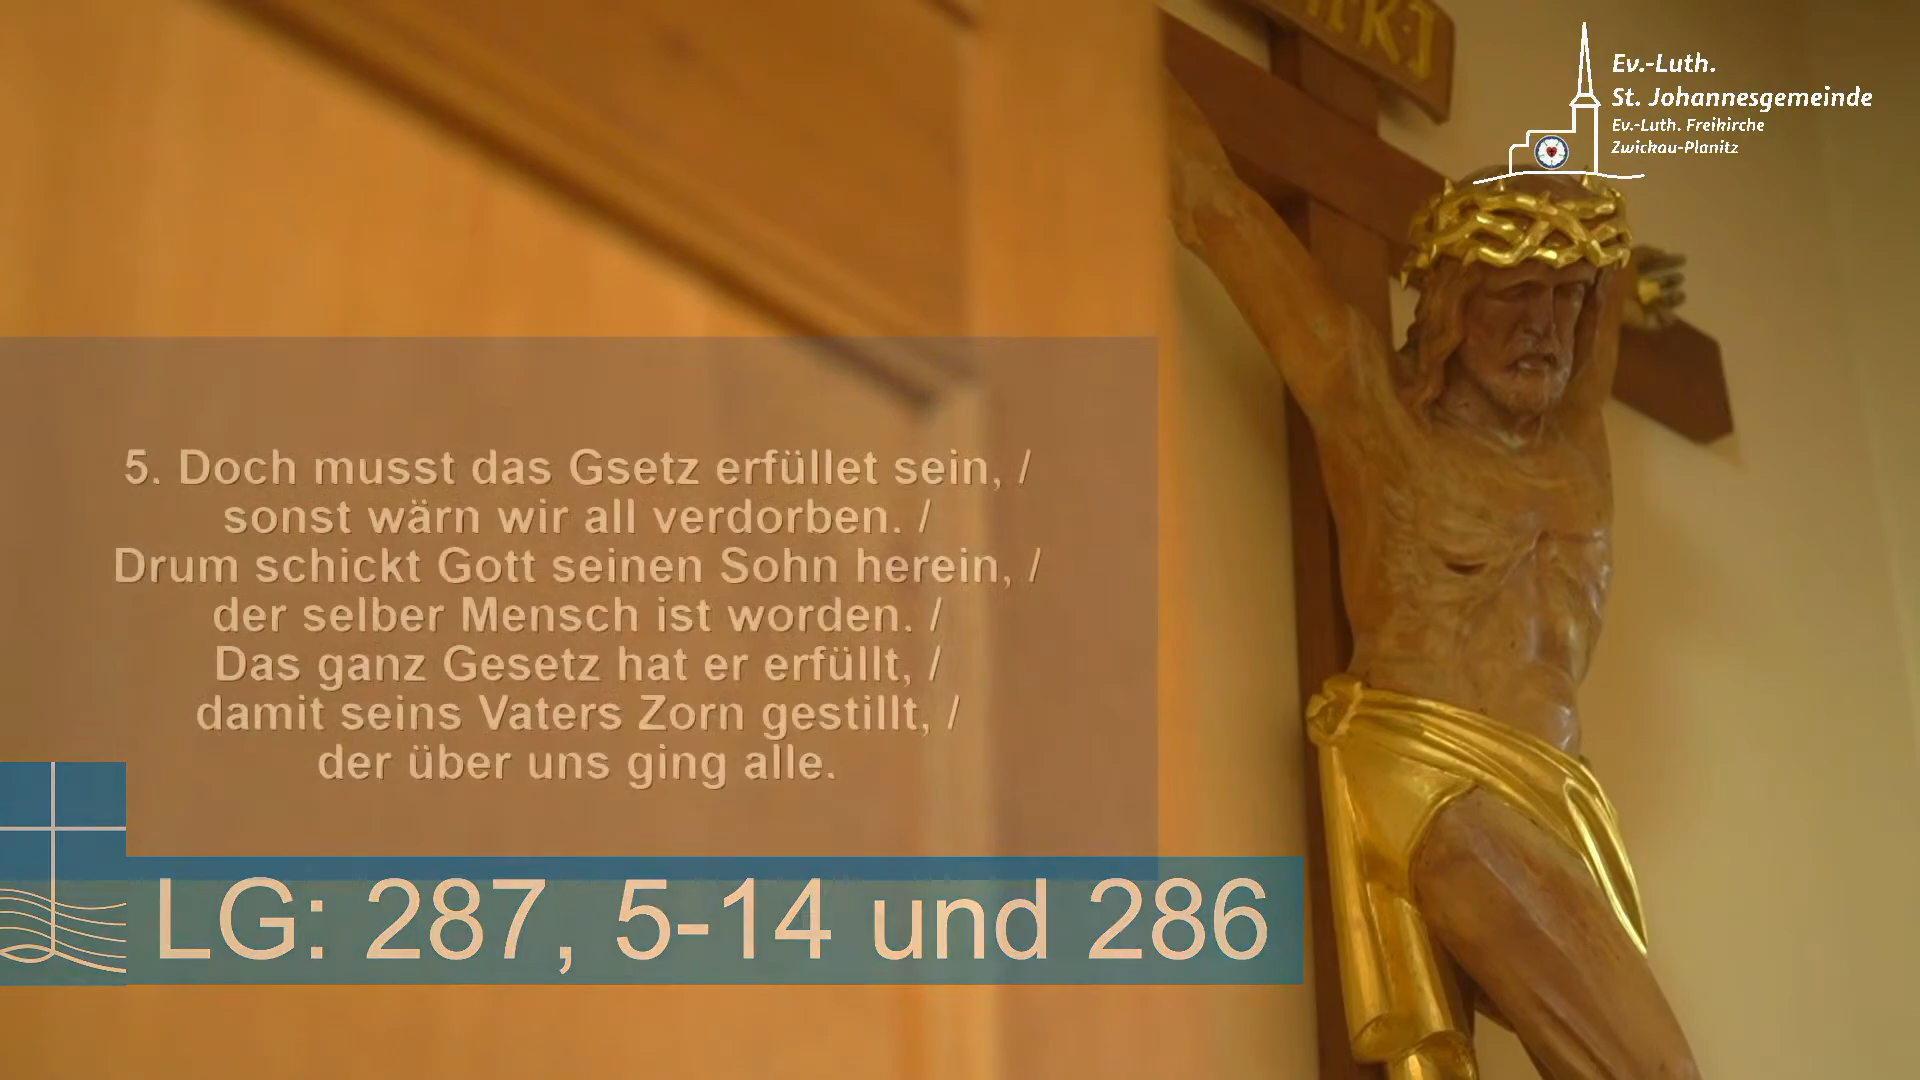 Ev.-Luth.
St. Johannesgemeinde
Ev.-Luth. Freikirche
Zwickau-Planitz
5. Doch musst das Gsetz erfüllet sein, /
sonst wärn wir all verdorben. /
Drum schickt Gott seinen Sohn herein, /
der selber Mensch ist worden. /
Das ganz Gesetz hat er erfüllt, /
damit seins Vaters Zorn gestillt, /
der über uns ging alle.
LG: 287, 5-14 und 286